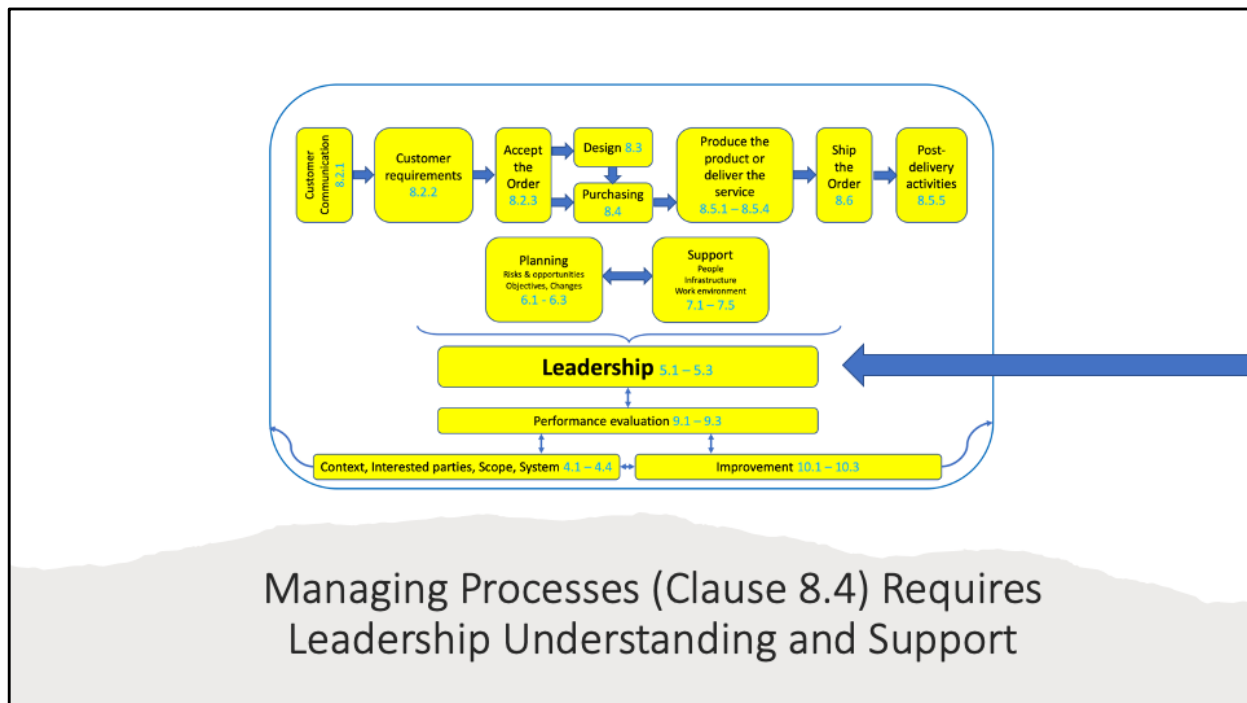 Customer
Communication
8.2.1
Customer
requirements
8.2.2
Accept
the
Order
8.2.3
Design 8.3
Purchasing
8.4
Produce the
product or
deliver the
service
8.5.1 – 8.5.4
Ship
the
Order
8.6
Post-
delivery
activities
8.5.5
Planning
Risks & opportunities
Objectives, Changes
6.1 - 6.3
Support
People
Infrastructure
Work environment
7.1 – 7.5
Leadership 5.1 – 5.3
Performance evaluation 9.1 – 9.3
Context, Interested parties, Scope, System 4.1 – 4.4
Improvement 10.1 – 10.3
Managing Processes (Clause 8.4) Requires
Leadership Understanding and Support